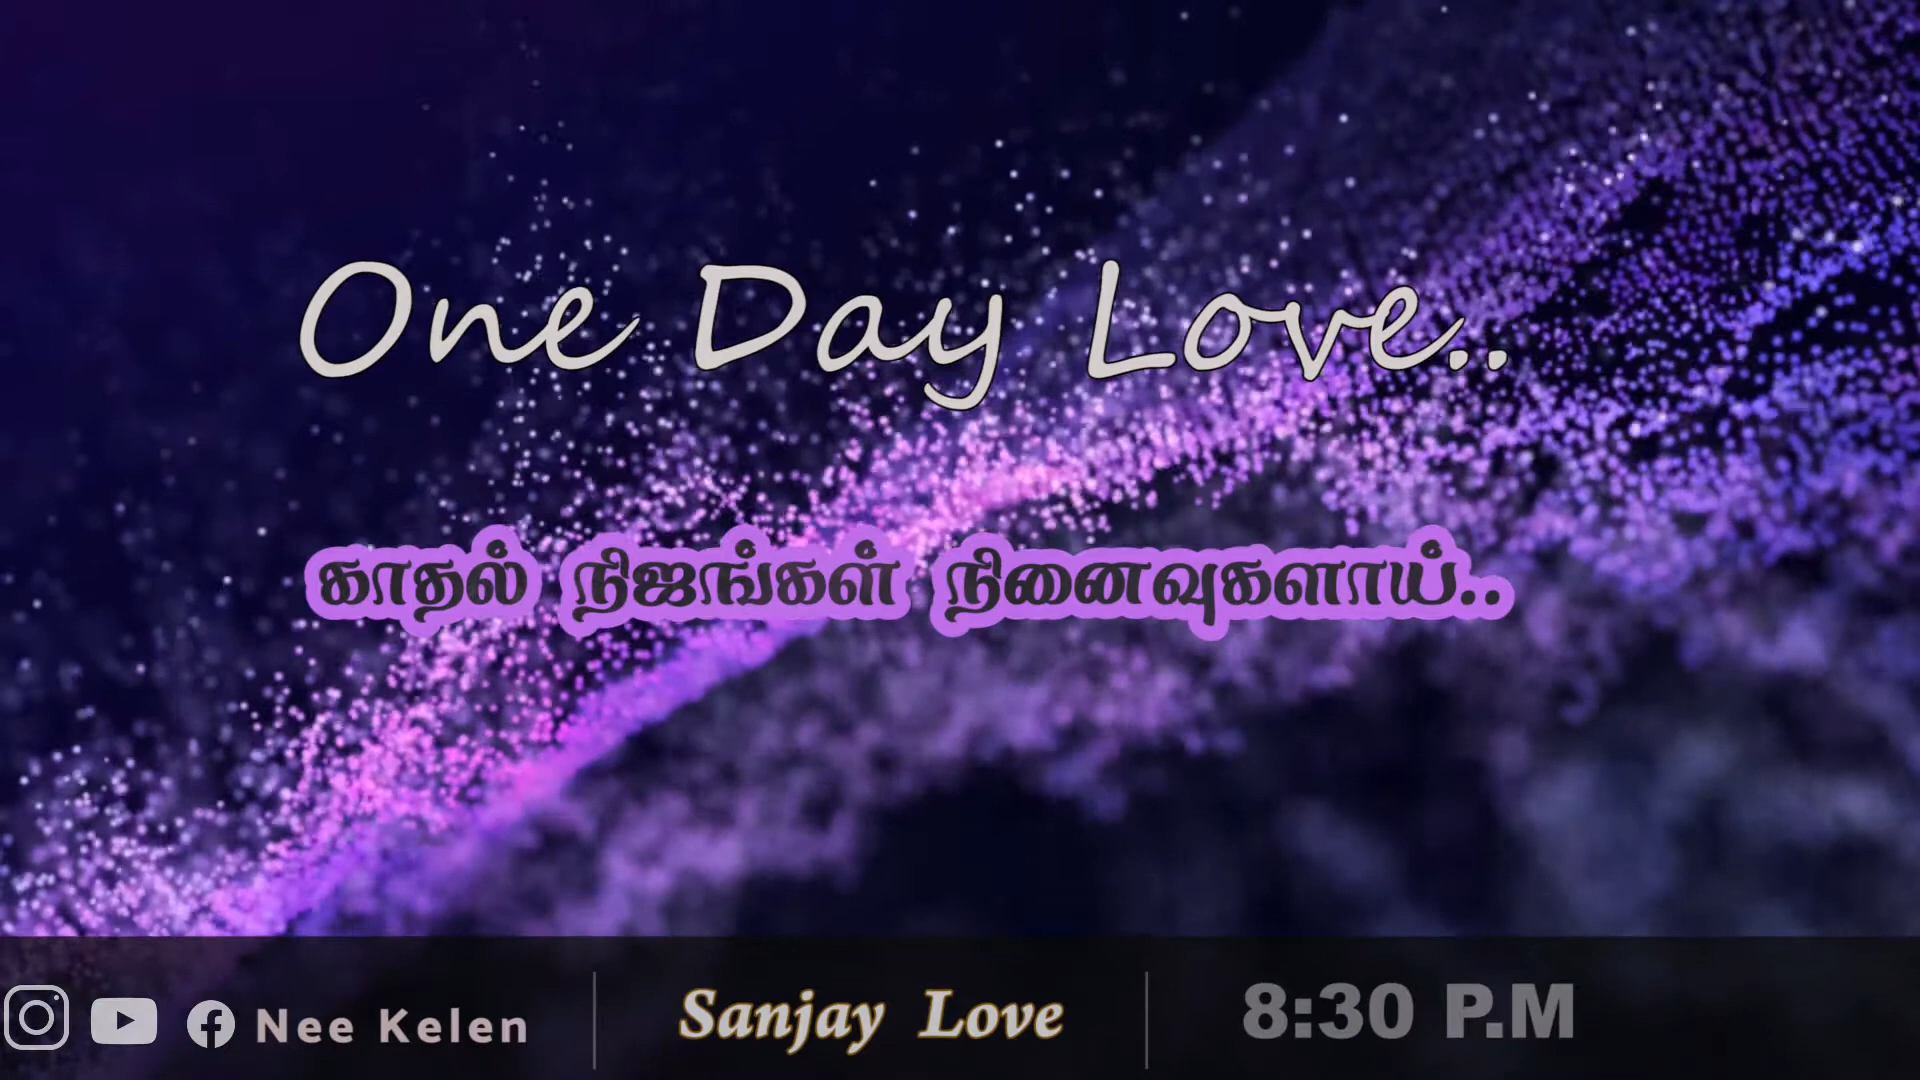 One Day Love..
காதல் நிஜங்கள் நினைவுகளாய்..
Nee Kelen
Sanjay Love
8:30 P.M